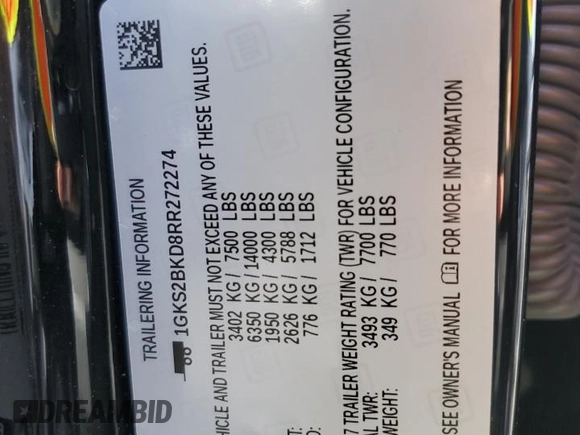 TRAILERING INFORMATION
1GKS2BKD8RR272274
HICLE AND TRAILER MUST NOT EXCEED ANY OF THESE VALUES.
3402 KG / 7500 LBS
6350 KG / 14000 LBS
1950 KG / 4300 LBS
2626 KG / 5788 LBS
776 KG / 1712 LBS
7 TRAILER WEIGHT RATING (TWR) FOR VEHICLE CONFIGURATION.
AL TWR: 3493 KG / 7700 LBS
WEIGHT: 349 KG / 770 LBS
SEE OWNER'S MANUAL FOR MORE INFORMATION
GMC
DREAMBID